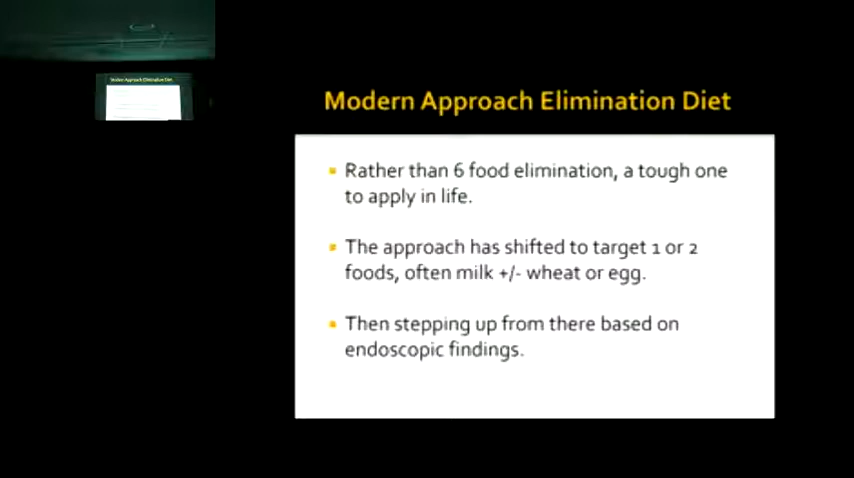 Modern Approach Elimination Diet
Rather than 6 food elimination, a tough one
to apply in life.
The approach has shifted to target 1 or 2
foods, often milk +/- wheat or egg.
Then stepping up from there based on
endoscopic findings.